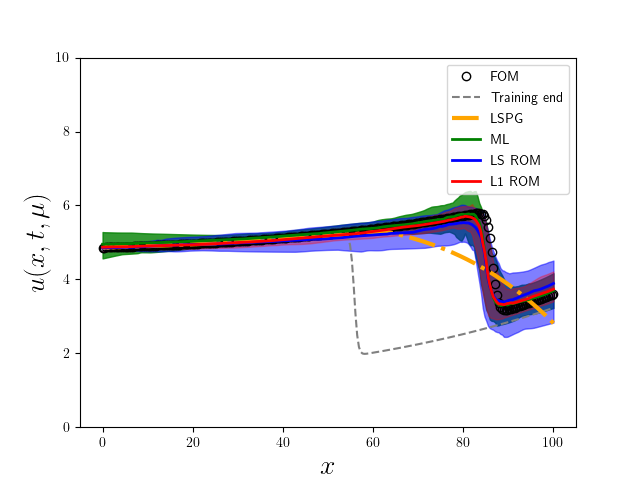 10
8
6
4
2
0
u(x, t, μ)
FOM
Training end
LSPG
ML
LS ROM
L1 ROM
0 20 40 60 80 100
x